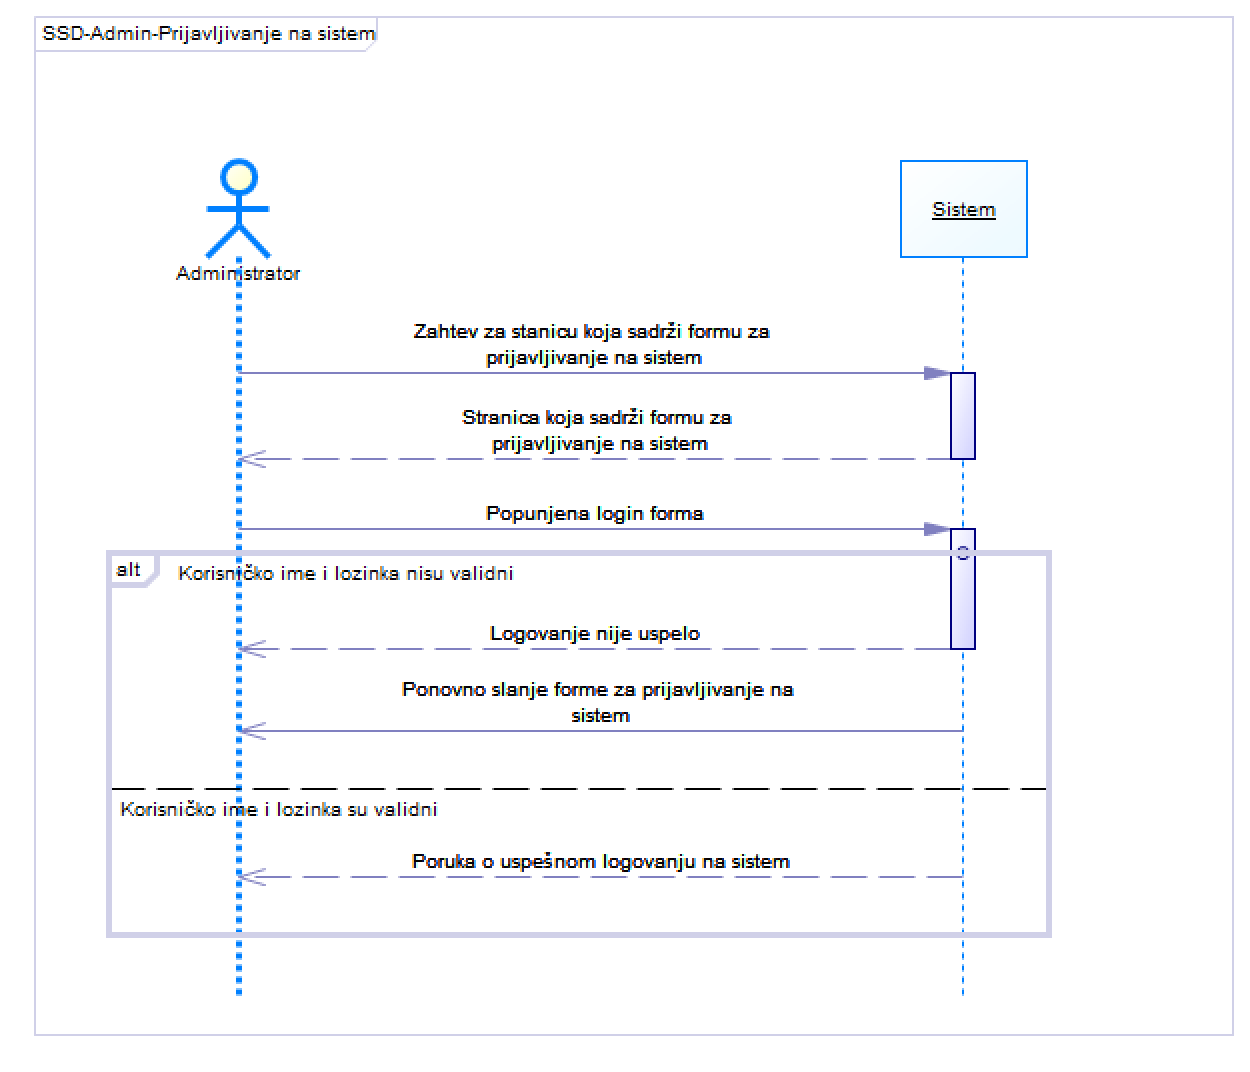 SSD-Admin-Prijavljivanje na sistem
Sistem
Administrator
Zahtev za stanicu koja sadrži formu za
prijavljivanje na sistem
Stranica koja sadrži formu za
prijavljivanje na sistem
Popunjena login forma
alt
Korisničko ime i lozinka nisu validni
Logovanje nije uspelo
Ponovno slanje forme za prijavljivanje na
sistem
Korisničko ime i lozinka su validni
Poruka o uspešnom logovanju na sistem